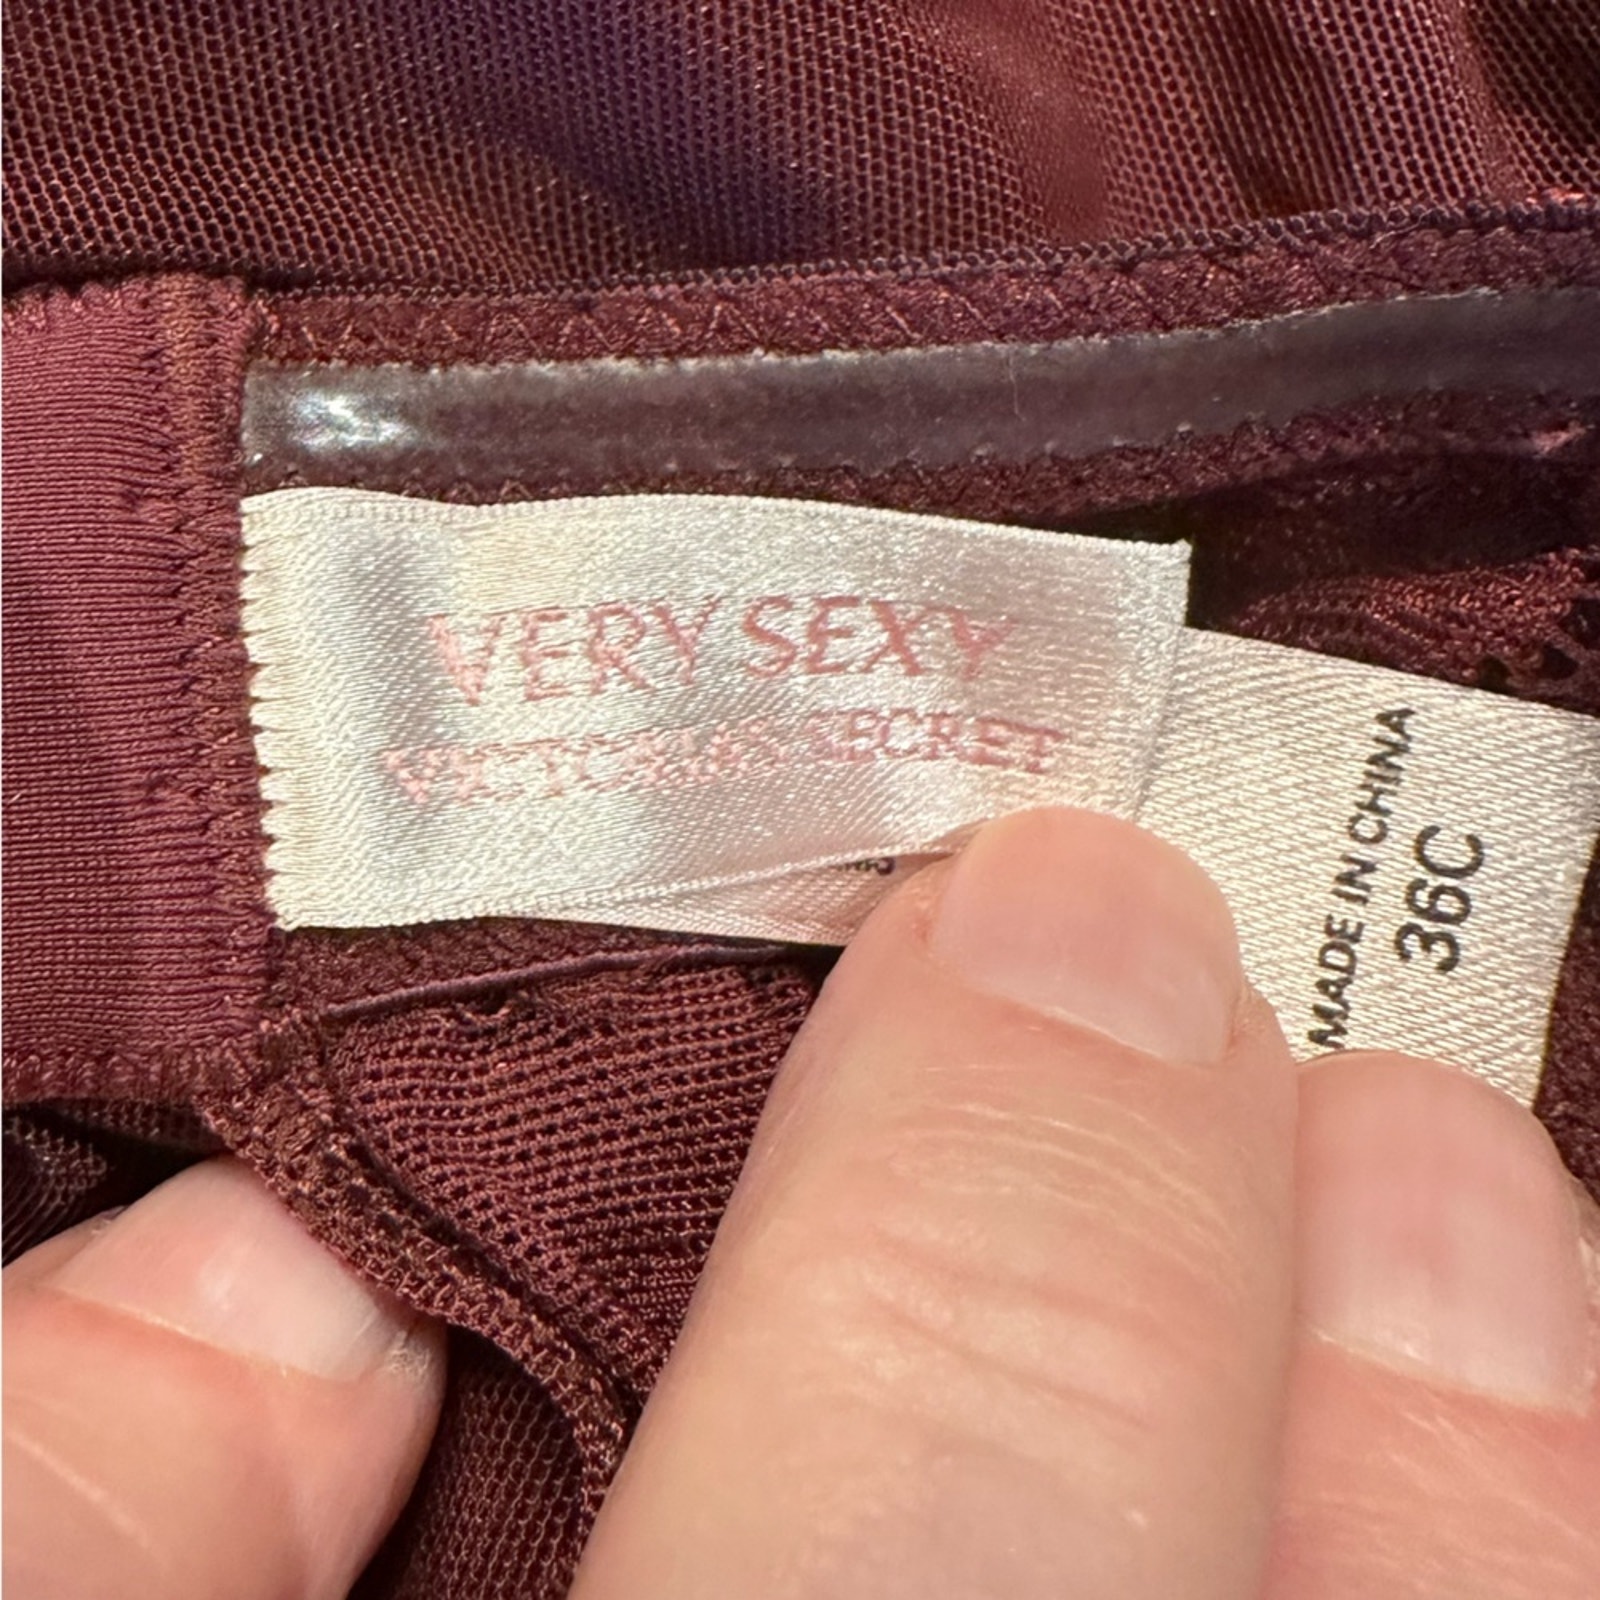 VERY SEXY
VICTORIA'S SECRET
MADE IN CHINA
36C